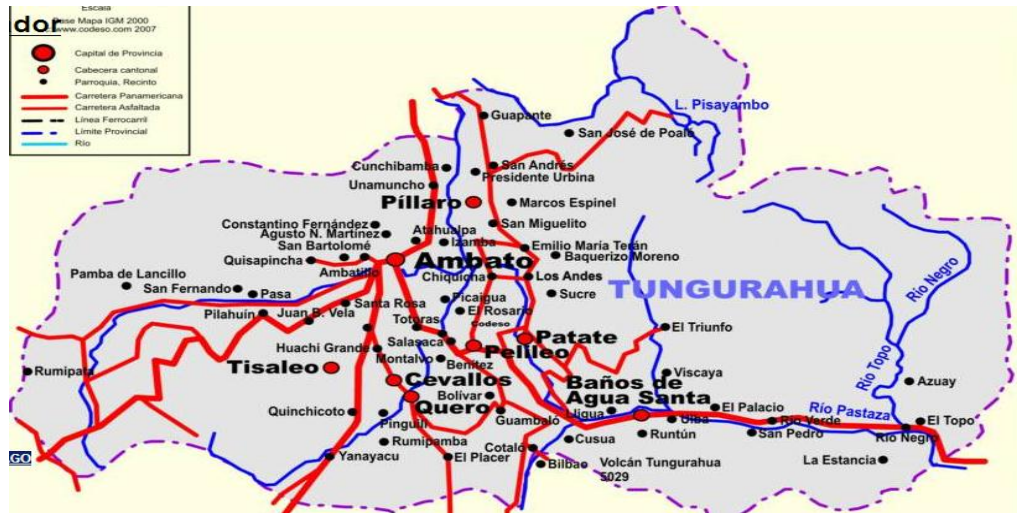 Escala
ador
Base Mapa IGM 2000
www.codeso.com 2007
Capital de Provincia
Cabecera cantonal
Parroquia, Recinto
Carretera Panamericana
Carretera Asfaltada
Línea Ferrocarril
Límite Provincial
Río
L. Pisayambo
Guapante
San José de Poaló
Cunchibamba
San Andrés
Presidente Urbina
Unamuncho
Píllaro
Marcos Espinel
Constantino Fernández
San Miguelito
Agusto N. Martínez
Atahualpa
San Bartolomé
Izamba
Emilio María Terán
Quisapincha
Ambato
Baquerizo Moreno
Ambatillo
Chiquicha
Los Andes
Pamba de Lancillo
San Fernando
Pasa
Picaigua
Sucre
TUNGURAHUA
Río Negro
Santa Rosa
El Rosario
Pilahuín
Juan B. Vela
Codeso
Totoras
El Triunfo
Salasaca
Patate
Huachi Grande
Pelileo
Montalvo
Benítez
Río Topo
Tisaleo
Rumipata
Viscaya
Cevallos
Baños de
Agua Santa
Azuay
Bolívar
Quero
Quinchicoto
Lligua
El Palacio
Río Pastaza
Pinguilí
Guambaló
Ulba
Río Verde
El Topo
Rumipamba
Cusua
Runtún
San Pedro
Río Negro
Cotaló
Yanayacu
El Placer
Bilbao
Volcán Tungurahua
5029
La Estancia
GO